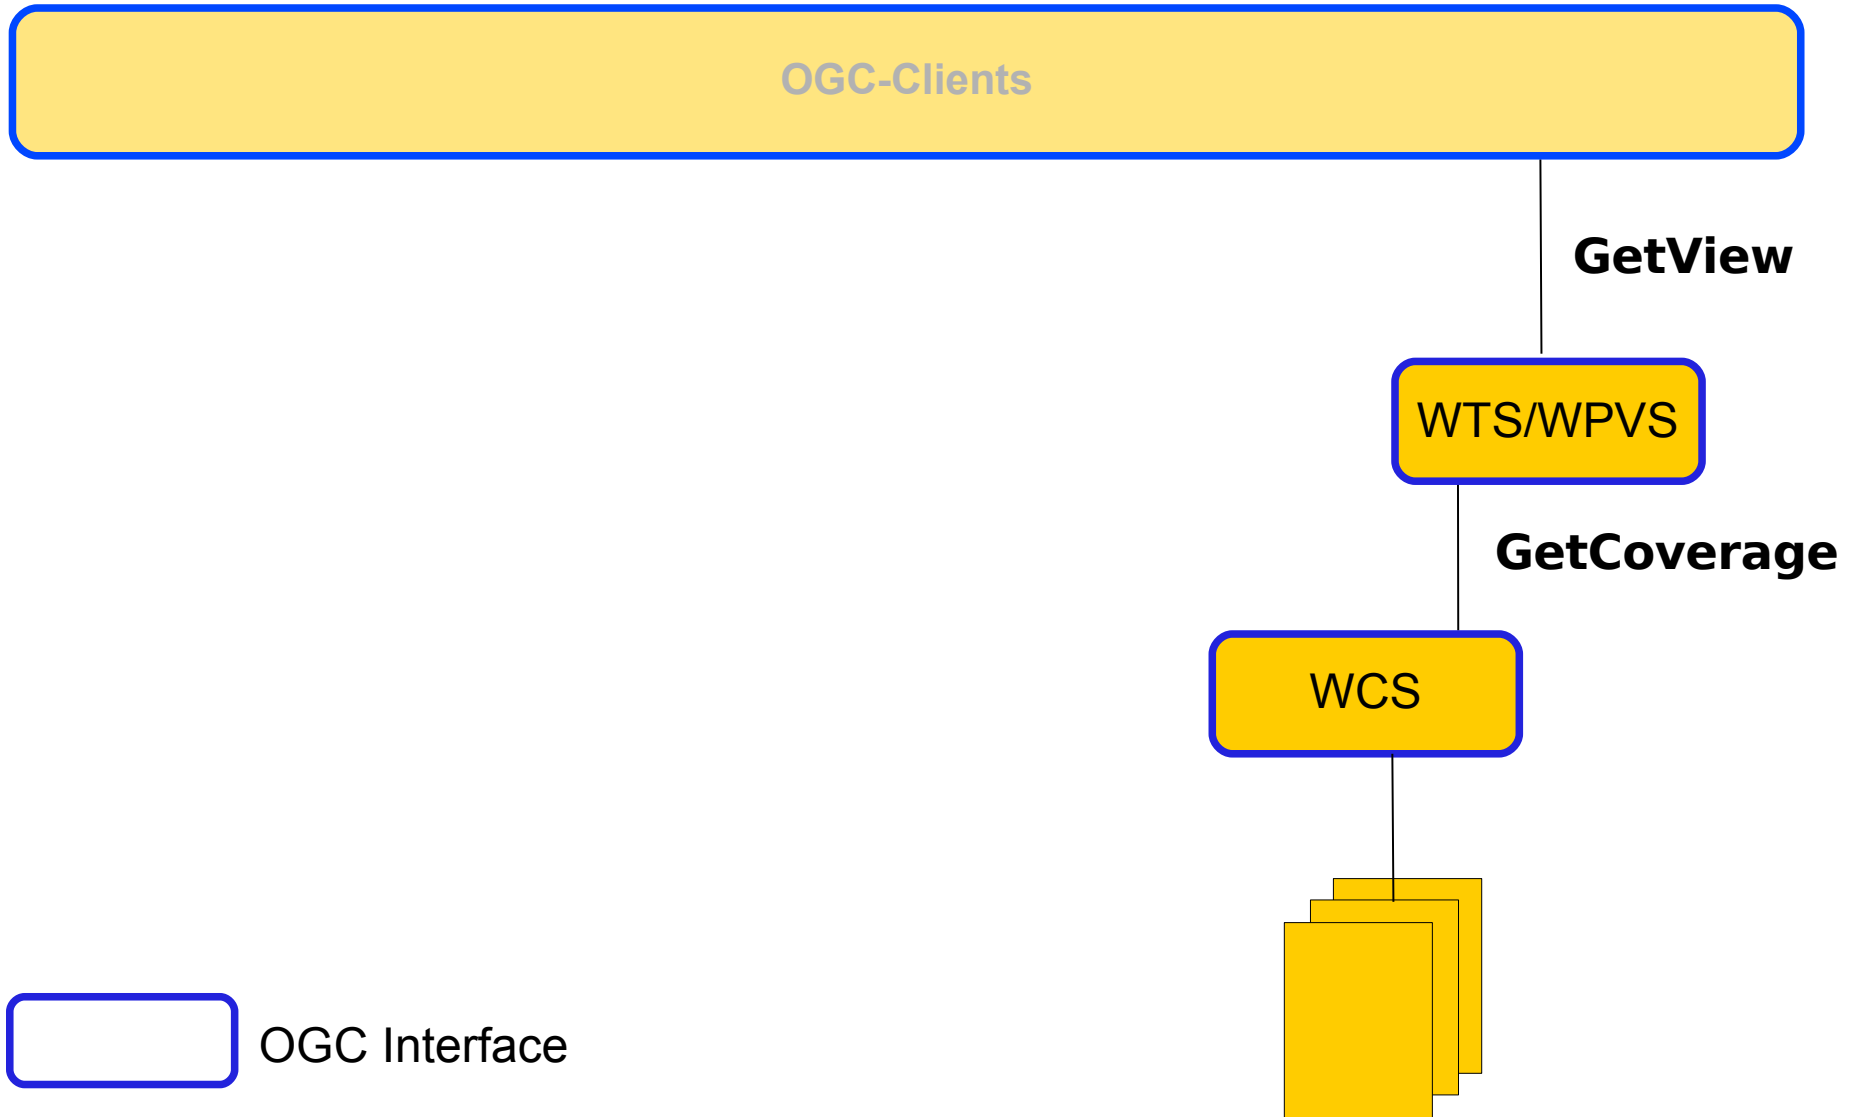 OGC-Clients
GetView
WTS/WPVS
GetCoverage
WCS
OGC Interface